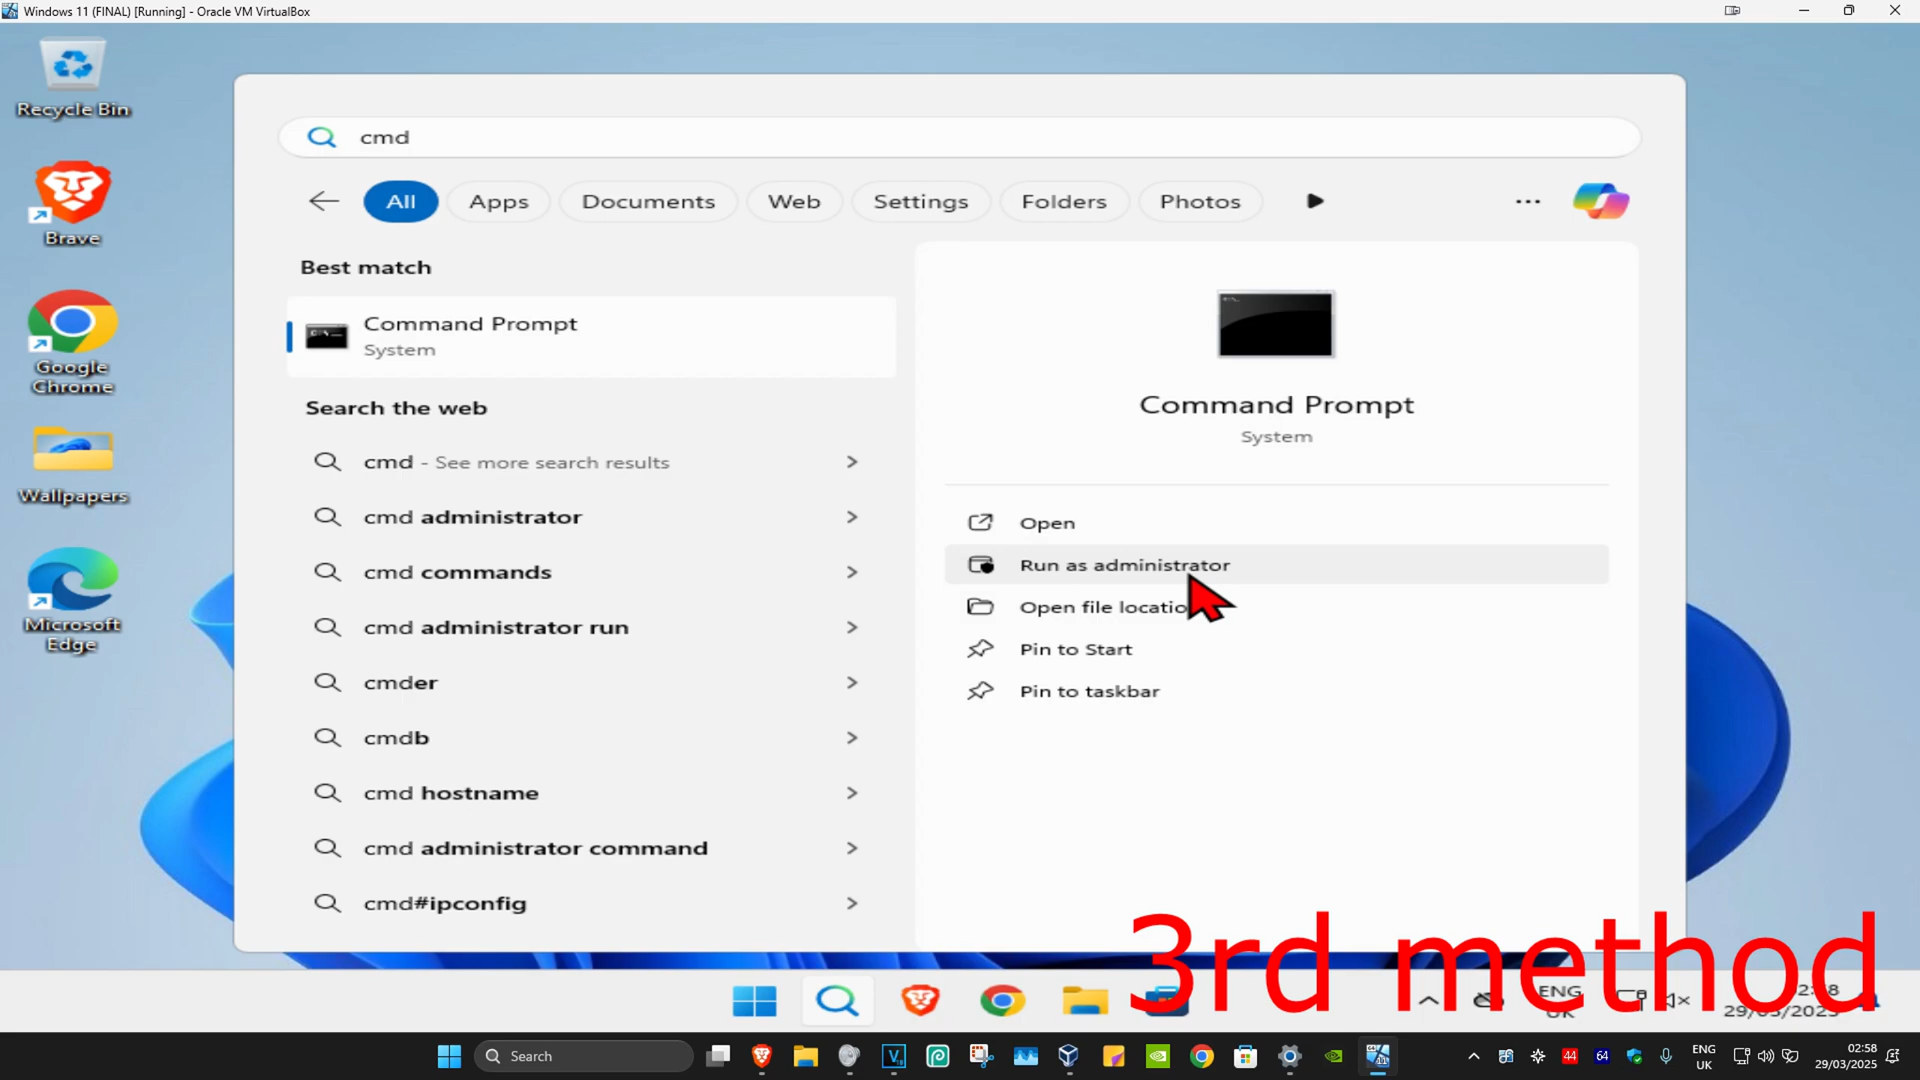 Windows 11 (FINAL) [Running] - Oracle VM VirtualBox
Recycle Bin
Brave
Google
Chrome
Wallpapers
Microsoft
Edge
cmd
All
Apps
Documents
Web
Settings
Folders
Photos
Best match
Command Prompt
System
Search the web
cmd - See more search results
cmd administrator
cmd commands
cmd administrator run
cmder
cmdb
cmd hostname
cmd administrator command
cmd#ipconfig
Command Prompt
System
Open
Run as administrator
Open file locatio
Pin to Start
Pin to taskbar
3rd method
ENG
UK
02:58
29/03/2025
Search
44
64
ENG
UK
02:58
29/03/2025